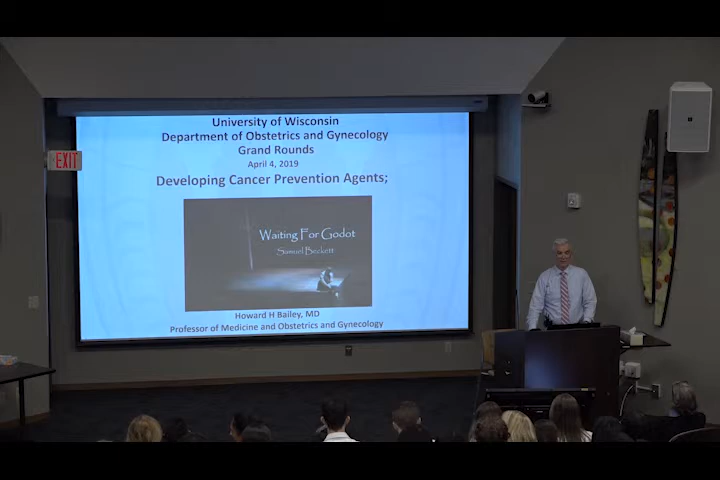 University of Wisconsin
Department of Obstetrics and Gynecology
Grand Rounds
April 4, 2019
Developing Cancer Prevention Agents;
EXIT
Waiting For Godot
Samuel Beckett
Howard H Bailey, MD
Professor of Medicine and Obstetrics and Gynecology